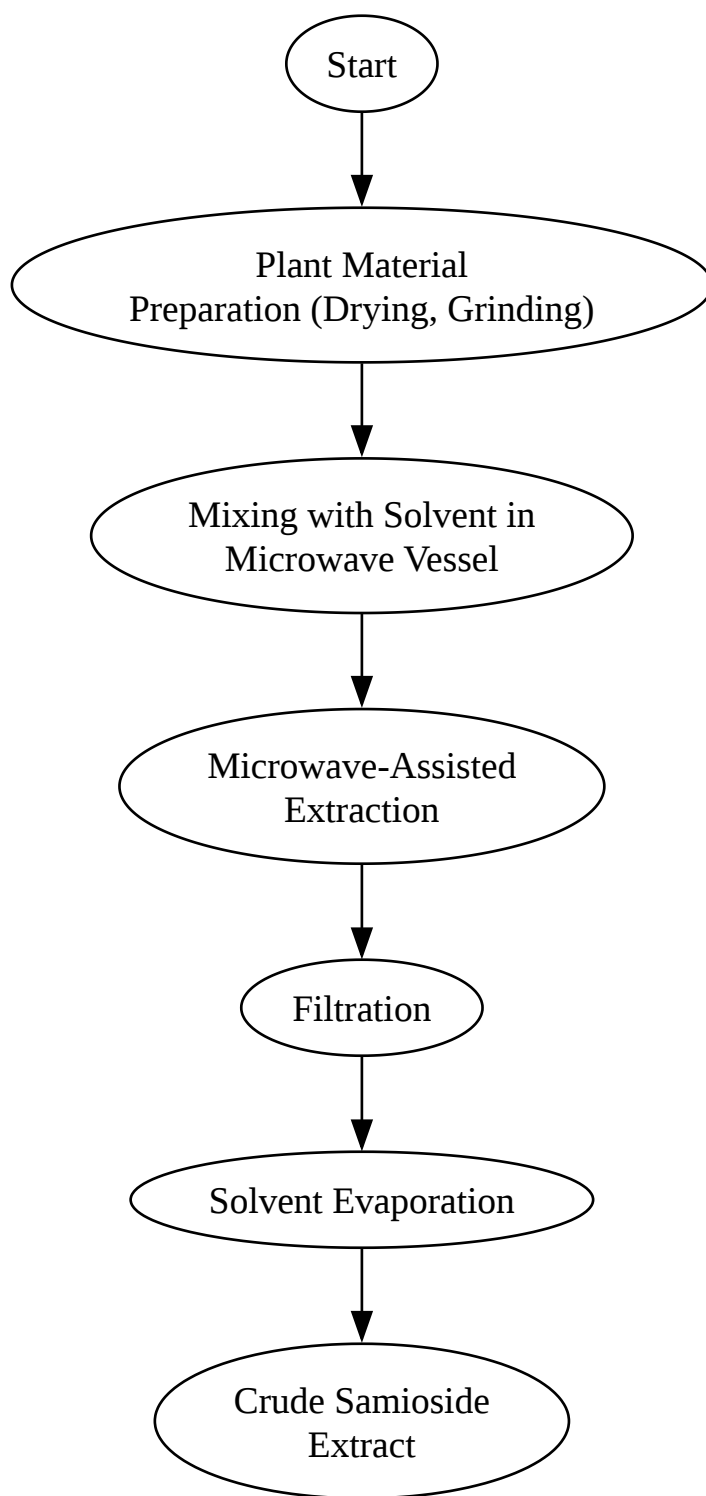 Start
Plant Material
Preparation (Drying, Grinding)
Mixing with Solvent in
Microwave Vessel
Microwave-Assisted
Extraction
Filtration
Solvent Evaporation
Crude Samioside
Extract